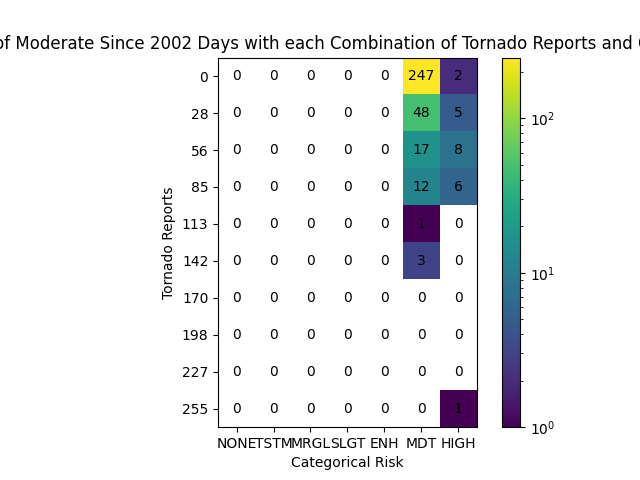 of Moderate Since 2002 Days with each Combination of Tornado Reports and
0 0 0 0 0 0 247 2
28 0 0 0 0 0 48 5
56 0 0 0 0 0 17 8
85 0 0 0 0 0 12 6
113 0 0 0 0 0 1 0
142 0 0 0 0 0 3 0
170 0 0 0 0 0 0 0
198 0 0 0 0 0 0 0
227 0 0 0 0 0 0 0
255 0 0 0 0 0 0 1
NONE TSTM MRGL SLGT ENH MDT HIGH
Categorical Risk
Tornado Reports
10²
10¹
10⁰